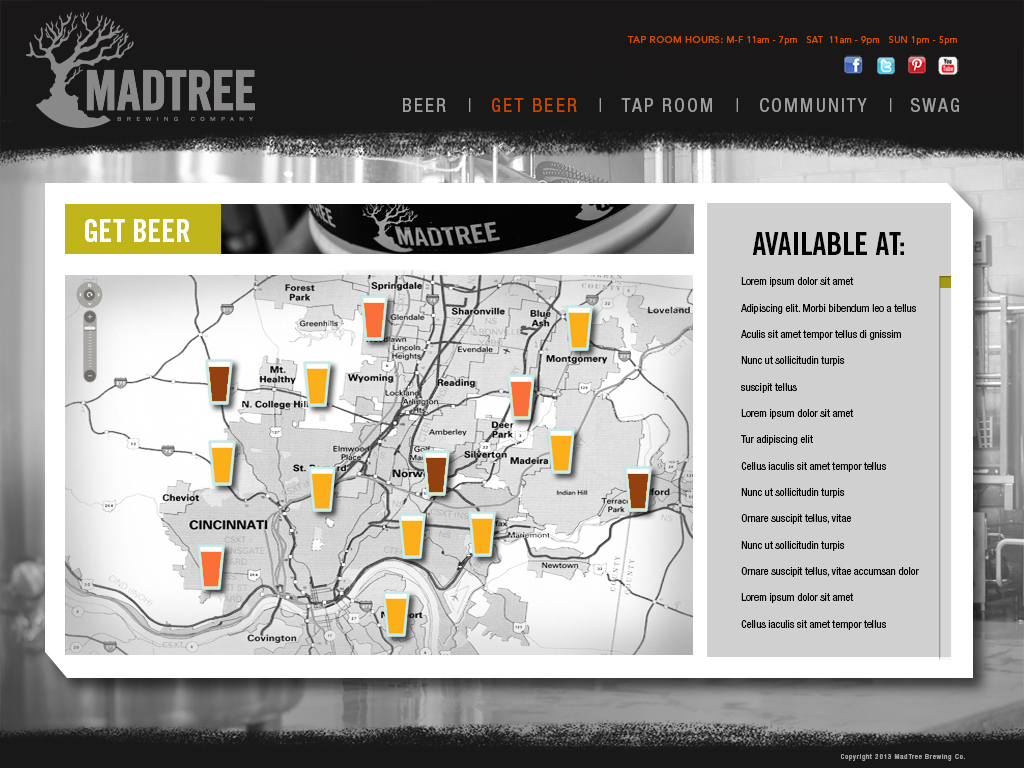 TAP ROOM HOURS: M-F 11am - 7pm SAT 11am - 9pm SUN 1pm - 5pm
You
Tube
MADTREE
BREWING COMPANY
BEER | GET BEER | TAP ROOM | COMMUNITY | SWAG
GET BEER
MADTREE
AVAILABLE AT:
Lorem ipsum dolor sit amet
Adipiscing elit. Morbi bibendum leo a tellus
Aculis sit amet tempor tellus di gnissim
Nunc ut sollicitudin turpis
suscipit tellus
Lorem ipsum dolor sit amet
Tur adipiscing elit
Cellus iaculis sit amet tempor tellus
Nunc ut sollicitudin turpis
Ornare suscipit tellus, vitae
Nunc ut sollicitudin turpis
Ornare suscipit tellus, vitae accumsan dolor
Lorem ipsum dolor sit amet
Cellus iaculis sit amet tempor tellus
Forest
Park
Springdale
Sharonville
Blue
Ash
Loveland
Greenhills
Glendale
Lincoln
Heights
Evendale
Montgomery
Mt.
Healthy
Wyoming
Reading
Lockland
Arlington
Hts
N. College Hill
Amberley
Deer
Park
Elmwood
Place
Silverton
Madeira
Indian Hill
Terrace
Park
Cheviot
CINCINNATI
Mariemont
Newtown
Covington
Copyright 2013 MadTree Brewing Co.